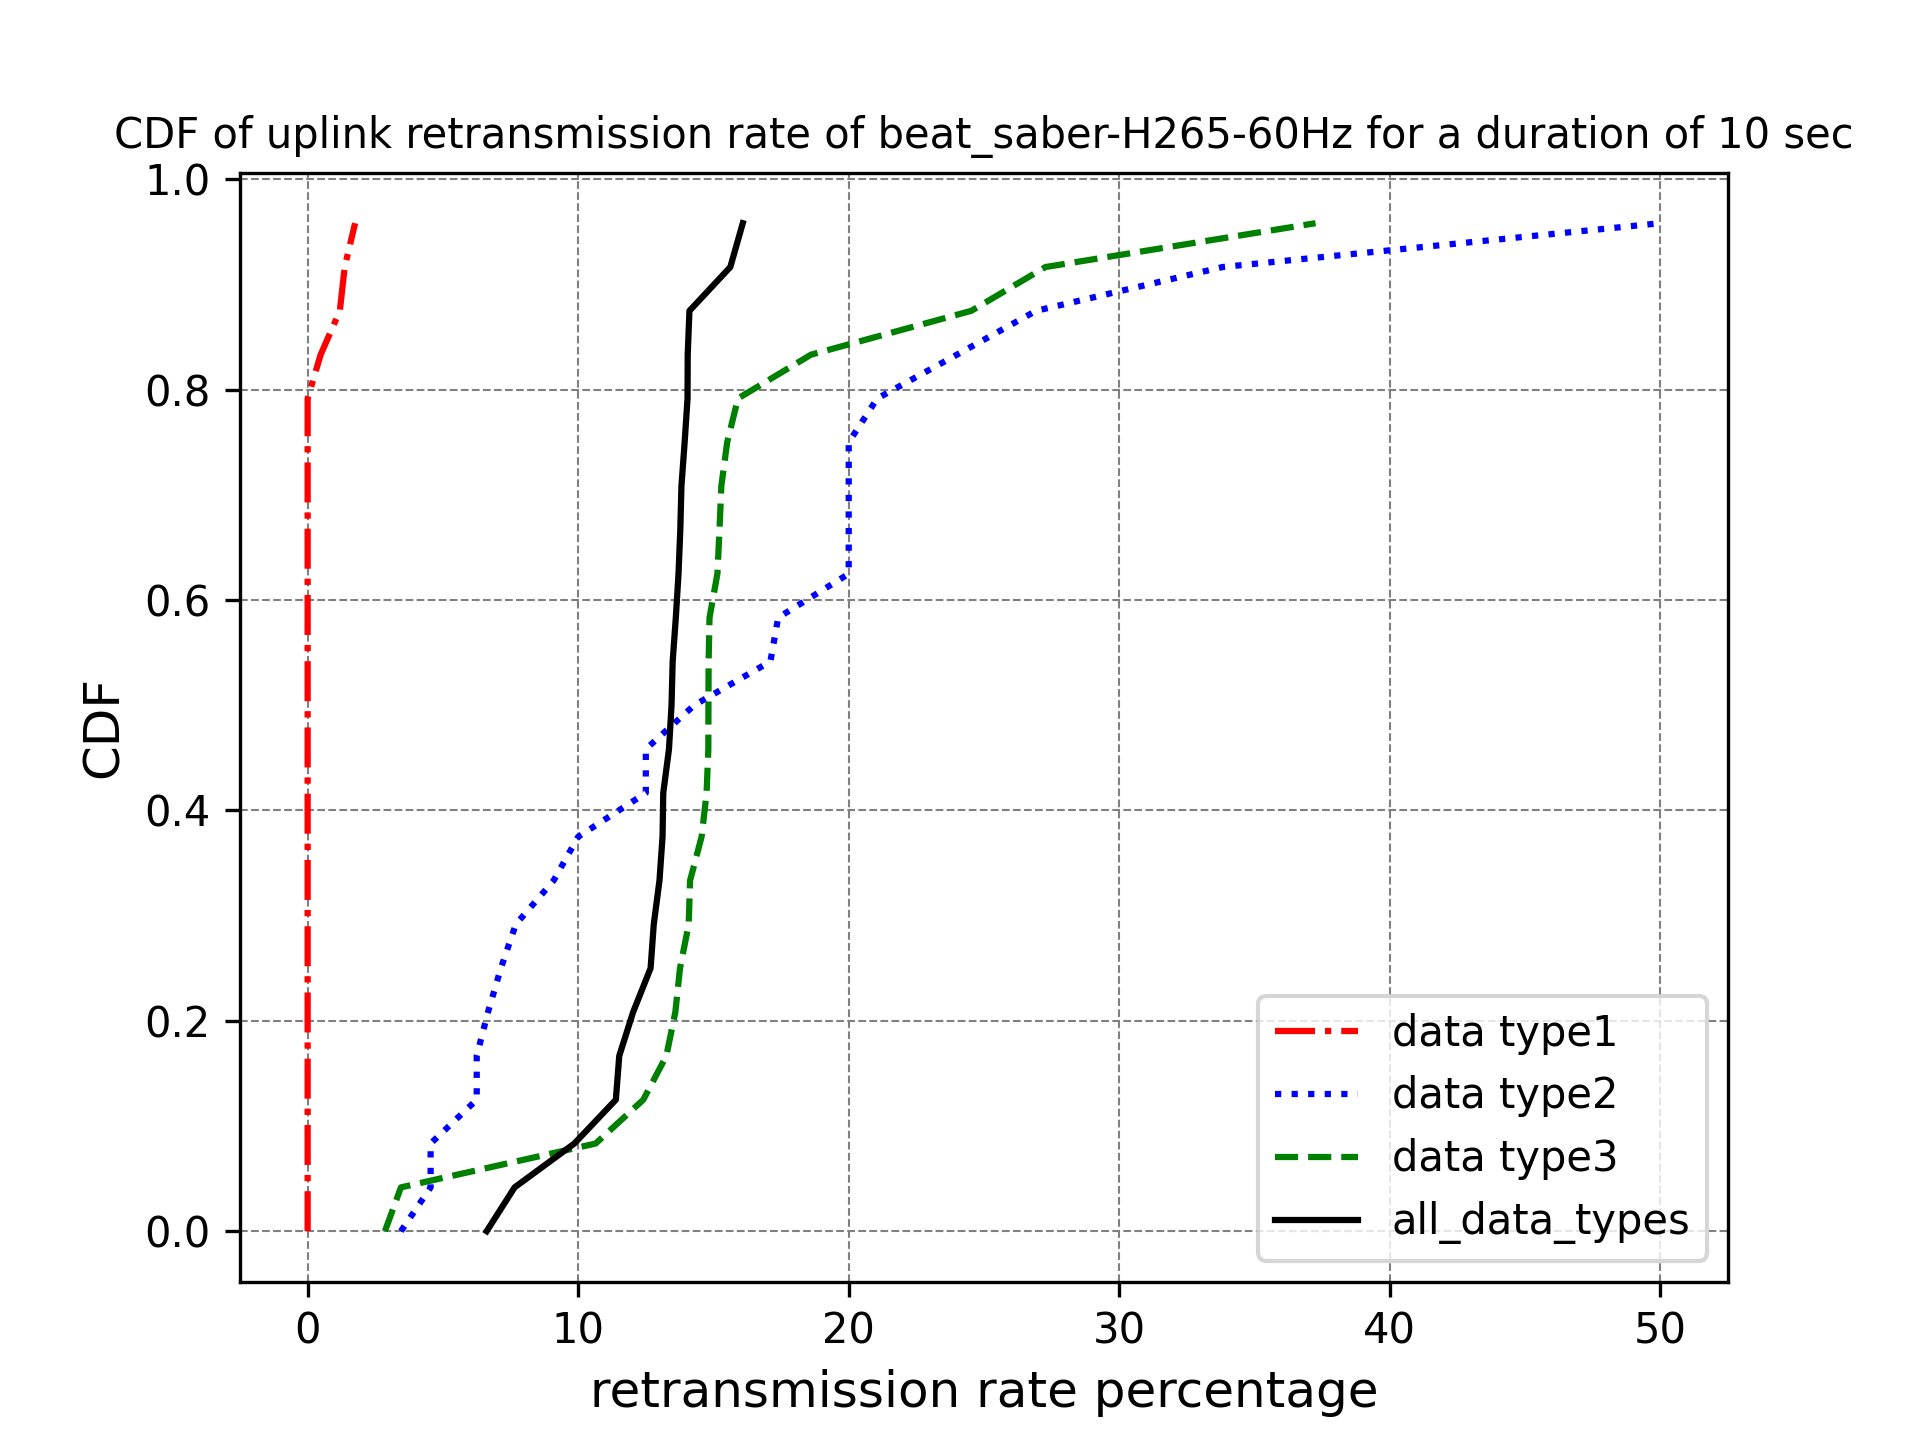 CDF of uplink retransmission rate of beat_saber-H265-60Hz for a duration of 10 sec
CDF
1.0
0.8
0.6
0.4
0.2
0.0
data type1
data type2
data type3
all_data_types
0 10 20 30 40 50
retransmission rate percentage